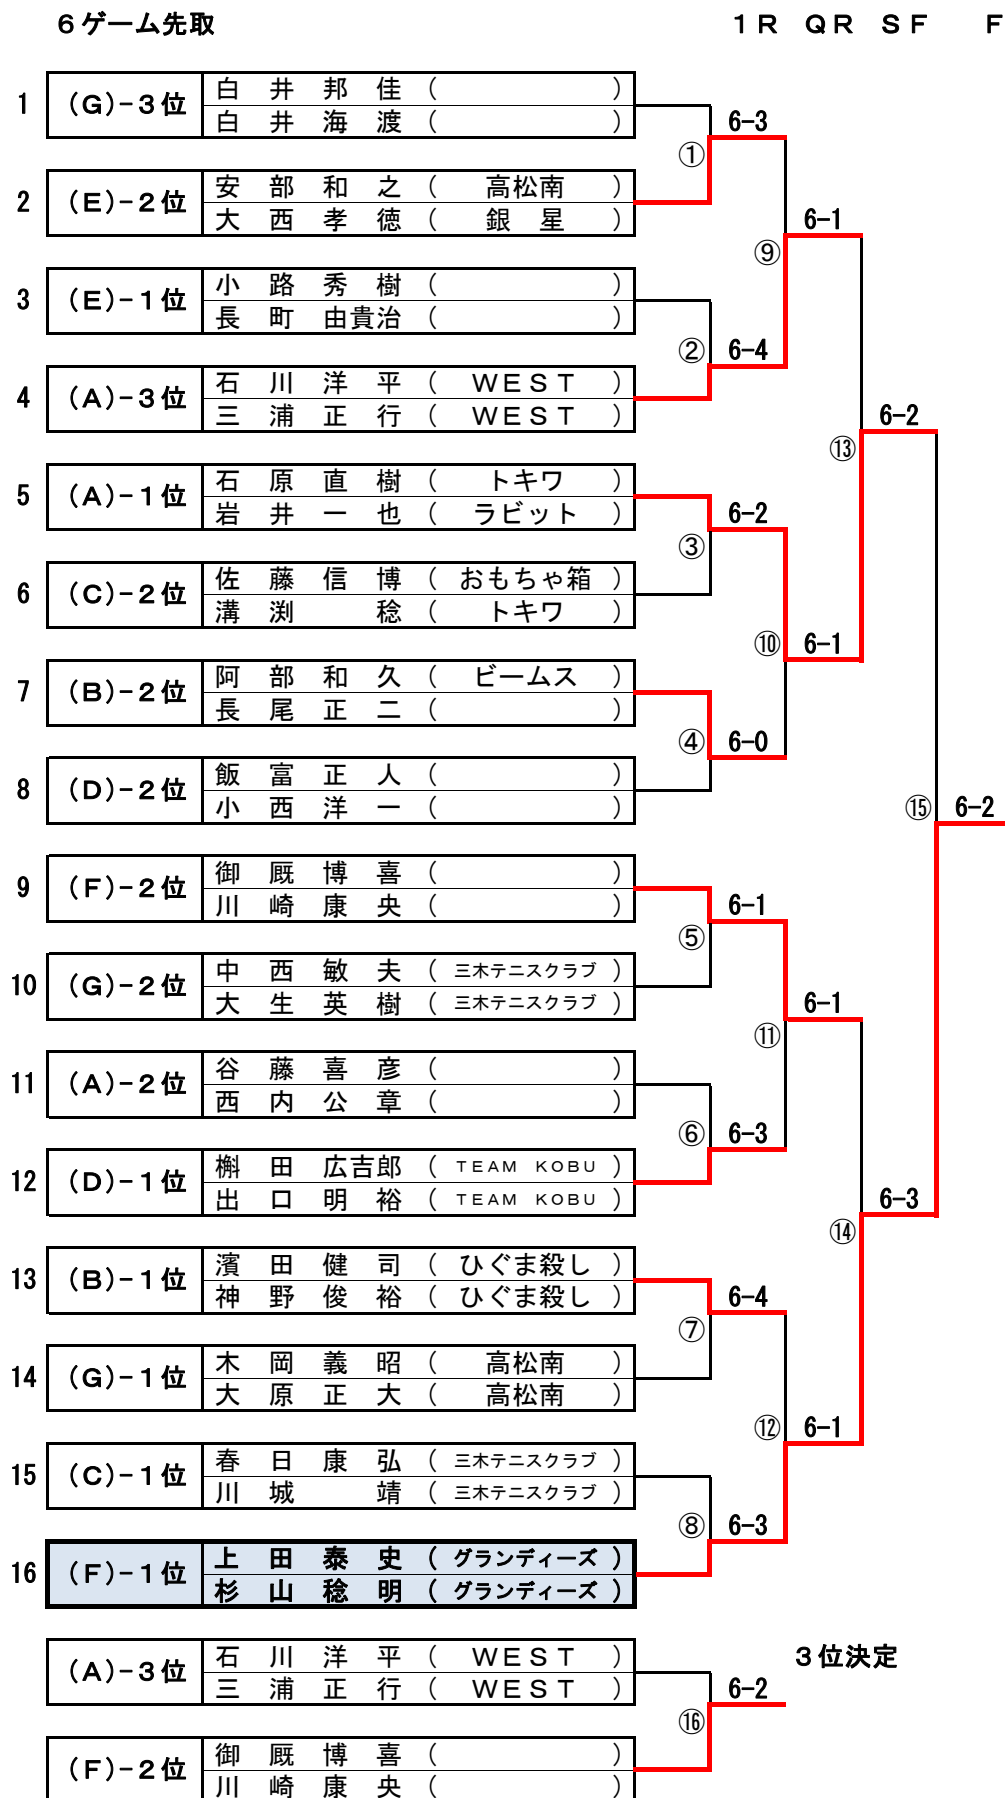 ６ゲーム先取 １Ｒ ＱＲ ＳＦ Ｆ
1 （Ｇ）－３位 白井邦佳（ ）
白井海渡（ ）
6-3
①
2 （Ｅ）－２位 安部和之（ 高松南 ）
大西孝徳（ 銀星 ）
6-1
⑨
3 （Ｅ）－１位 小路秀樹（ ）
長町由貴治（ ）
② 6-4
4 （Ａ）－３位 石川洋平（ ＷＥＳＴ ）
三浦正行（ ＷＥＳＴ ）
6-2
⑬
5 （Ａ）－１位 石原直樹（ トキワ ）
岩井一也（ ラビット ）
6-2
③
6 （Ｃ）－２位 佐藤信博（ おもちゃ箱 ）
溝渕稔（ トキワ ）
⑩ 6-1
7 （Ｂ）－２位 阿部和久（ ビームス ）
長尾正二（ ）
④ 6-0
8 （Ｄ）－２位 飯富正人（ ）
小西洋一（ ）
⑮ 6-2
9 （Ｆ）－２位 御厩博喜（ ）
川崎康央（ ）
6-1
⑤
10 （Ｇ）－２位 中西敏夫（ 三木テニスクラブ ）
大生英樹（ 三木テニスクラブ ）
6-1
⑪
11 （Ａ）－２位 谷藤喜彦（ ）
西内公章（ ）
⑥ 6-3
12 （Ｄ）－１位 槲田広吉郎（ ＴＥＡＭ ＫＯＢＵ ）
出口明裕（ ＴＥＡＭ ＫＯＢＵ ）
6-3
⑭
13 （Ｂ）－１位 濱田健司（ ひぐま殺し ）
神野俊裕（ ひぐま殺し ）
6-4
⑦
14 （Ｇ）－１位 木岡義昭（ 高松南 ）
大原正大（ 高松南 ）
⑫ 6-1
15 （Ｃ）－１位 春日康弘（ 三木テニスクラブ ）
川城靖（ 三木テニスクラブ ）
⑧ 6-3
16 （Ｆ）－１位 上田泰史（ グランディーズ ）
杉山稔明（ グランディーズ ）
３位決定
（Ａ）－３位 石川洋平（ ＷＥＳＴ ）
三浦正行（ ＷＥＳＴ ）
6-2
⑯
（Ｆ）－２位 御厩博喜（ ）
川崎康央（ ）